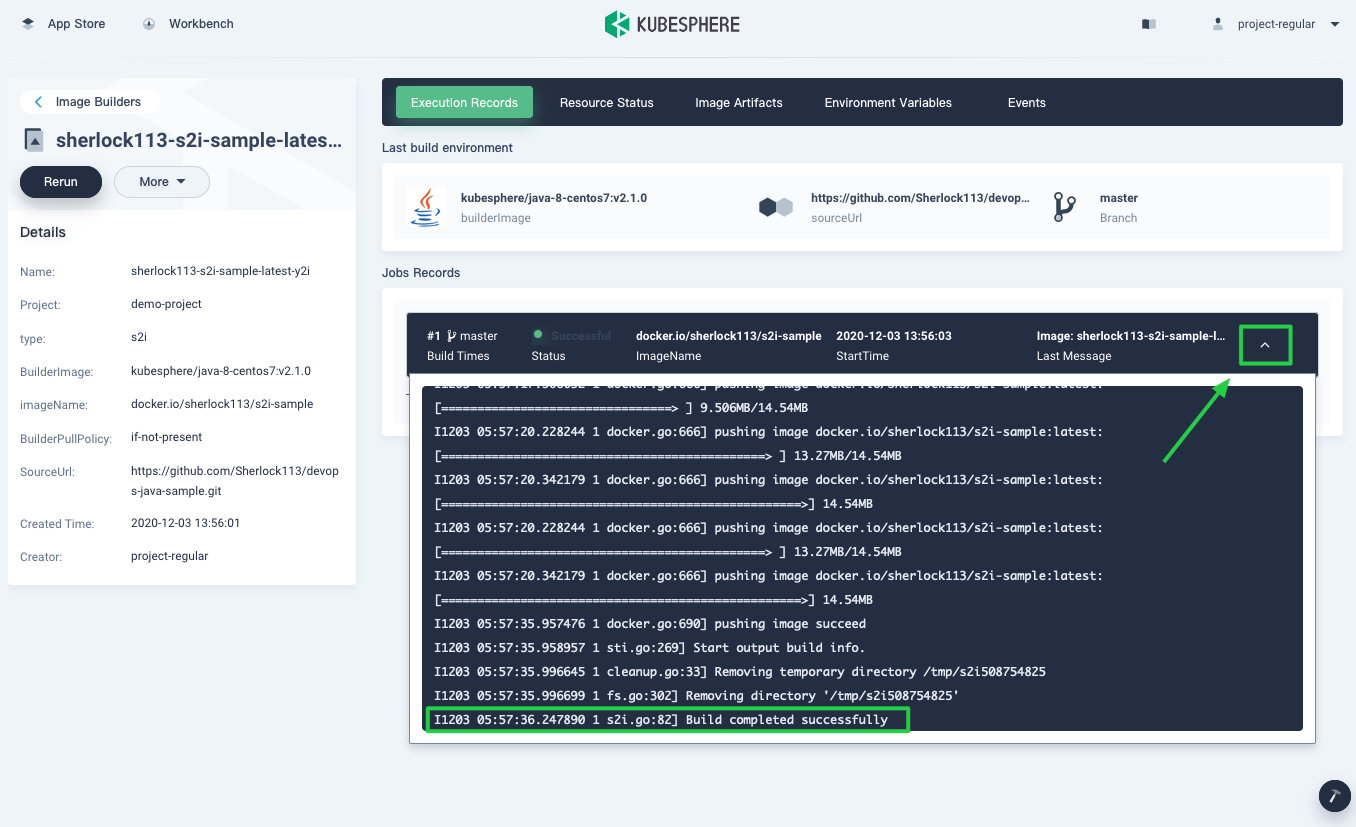 App Store
Workbench
KUBESPHERE
project-regular
Image Builders
sherlock113-s2i-sample-lates...
Rerun
More
Details
Name: sherlock113-s2i-sample-latest-y2i
Project: demo-project
type: s2i
BuilderImage: kubesphere/java-8-centos7:v2.1.0
imageName: docker.io/sherlock113/s2i-sample
BuilderPullPolicy: if-not-present
SourceUrl: https://github.com/Sherlock113/devop
s-java-sample.git
Created Time: 2020-12-03 13:56:01
Creator: project-regular
Execution Records
Resource Status
Image Artifacts
Environment Variables
Events
Last build environment
kubesphere/java-8-centos7:v2.1.0
builderImage
https://github.com/Sherlock113/devop...
sourceUrl
master
Branch
Jobs Records
#1 master
Build Times
Successful
Status
docker.io/sherlock113/s2i-sample
ImageName
2020-12-03 13:56:03
StartTime
Image: sherlock113-s2i-sample-l...
Last Message
pushing image docker.io/sherlock113/s2i-sample:latest:
[================================> ] 9.506MB/14.54MB
I1203 05:57:20.228244 1 docker.go:666] pushing image docker.io/sherlock113/s2i-sample:latest:
[=============================================> ] 13.27MB/14.54MB
I1203 05:57:20.342179 1 docker.go:666] pushing image docker.io/sherlock113/s2i-sample:latest:
[==================================================>] 14.54MB
I1203 05:57:20.228244 1 docker.go:666] pushing image docker.io/sherlock113/s2i-sample:latest:
[=============================================> ] 13.27MB/14.54MB
I1203 05:57:20.342179 1 docker.go:666] pushing image docker.io/sherlock113/s2i-sample:latest:
[==================================================>] 14.54MB
I1203 05:57:35.957476 1 docker.go:690] pushing image succeed
I1203 05:57:35.958957 1 sti.go:269] Start output build info.
I1203 05:57:35.996645 1 cleanup.go:33] Removing temporary directory /tmp/s2i508754825
I1203 05:57:35.996699 1 fs.go:302] Removing directory '/tmp/s2i508754825'
I1203 05:57:36.247890 1 s2i.go:82] Build completed successfully